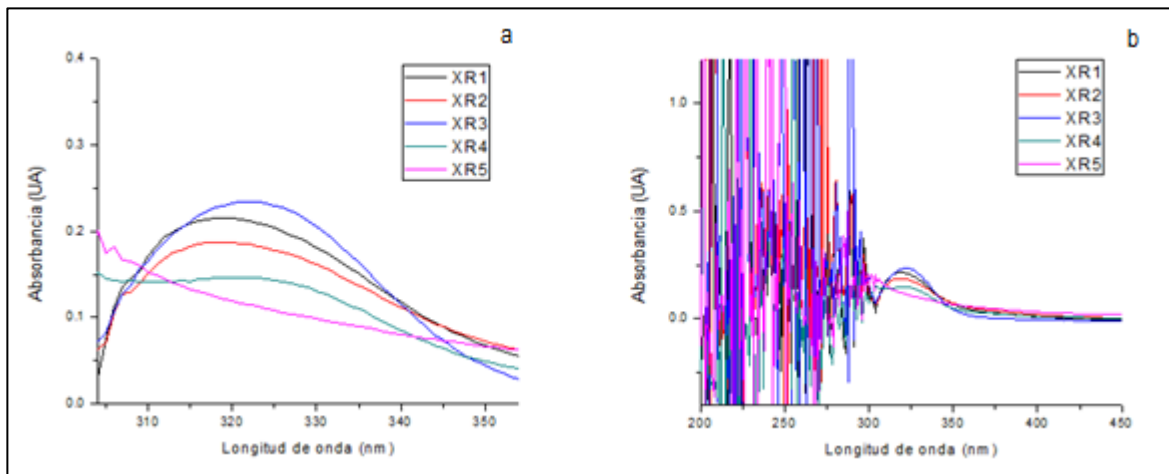 a
0.4
0.3
0.2
0.1
0.0
Absorbancia (UA)
XR1
XR2
XR3
XR4
XR5
310
320
330
340
350
Longitud de onda (nm)
b
1.0
0.5
0.0
Absorbancia (UA)
XR1
XR2
XR3
XR4
XR5
200
250
300
350
400
450
Longitud de onda (nm)